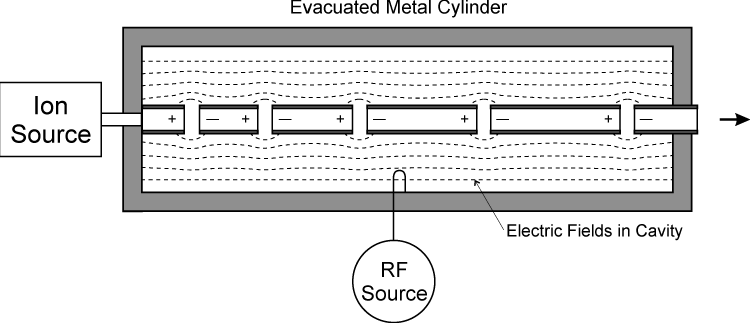 Evacuated Metal Cylinder
Ion
Source
+ — + — + — + — + —
Electric Fields in Cavity
RF
Source